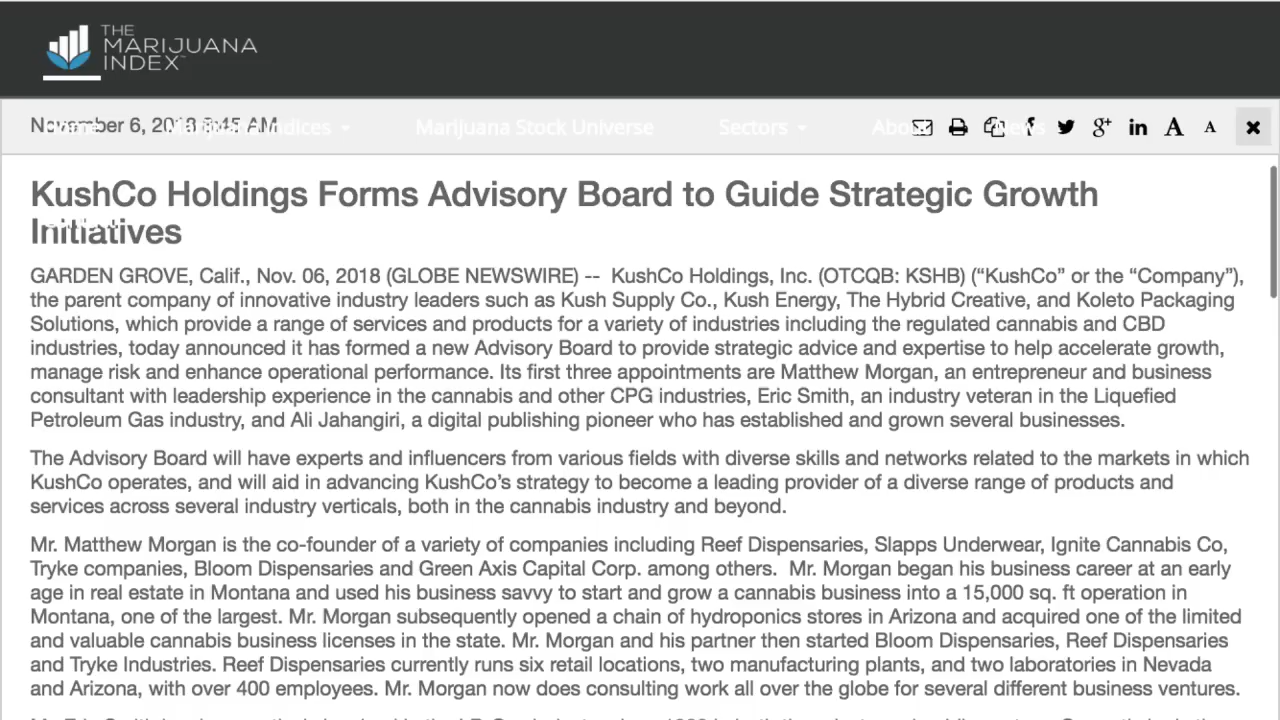 THE
MARIJUANA
INDEX
November 6, 2018 8:45 AM
Home Marijuana Indices Marijuana Stock Universe Sectors About News
KushCo Holdings Forms Advisory Board to Guide Strategic Growth
Initiatives
GARDEN GROVE, Calif., Nov. 06, 2018 (GLOBE NEWSWIRE) -- KushCo Holdings, Inc. (OTCQB: KSHB) (“KushCo” or the “Company”),
the parent company of innovative industry leaders such as Kush Supply Co., Kush Energy, The Hybrid Creative, and Koleto Packaging
Solutions, which provide a range of services and products for a variety of industries including the regulated cannabis and CBD
industries, today announced it has formed a new Advisory Board to provide strategic advice and expertise to help accelerate growth,
manage risk and enhance operational performance. Its first three appointments are Matthew Morgan, an entrepreneur and business
consultant with leadership experience in the cannabis and other CPG industries, Eric Smith, an industry veteran in the Liquefied
Petroleum Gas industry, and Ali Jahangiri, a digital publishing pioneer who has established and grown several businesses.
The Advisory Board will have experts and influencers from various fields with diverse skills and networks related to the markets in which
KushCo operates, and will aid in advancing KushCo’s strategy to become a leading provider of a diverse range of products and
services across several industry verticals, both in the cannabis industry and beyond.
Mr. Matthew Morgan is the co-founder of a variety of companies including Reef Dispensaries, Slapps Underwear, Ignite Cannabis Co,
Tryke companies, Bloom Dispensaries and Green Axis Capital Corp. among others. Mr. Morgan began his business career at an early
age in real estate in Montana and used his business savvy to start and grow a cannabis business into a 15,000 sq. ft operation in
Montana, one of the largest. Mr. Morgan subsequently opened a chain of hydroponics stores in Arizona and acquired one of the limited
and valuable cannabis business licenses in the state. Mr. Morgan and his partner then started Bloom Dispensaries, Reef Dispensaries
and Tryke Industries. Reef Dispensaries currently runs six retail locations, two manufacturing plants, and two laboratories in Nevada
and Arizona, with over 400 employees. Mr. Morgan now does consulting work all over the globe for several different business ventures.